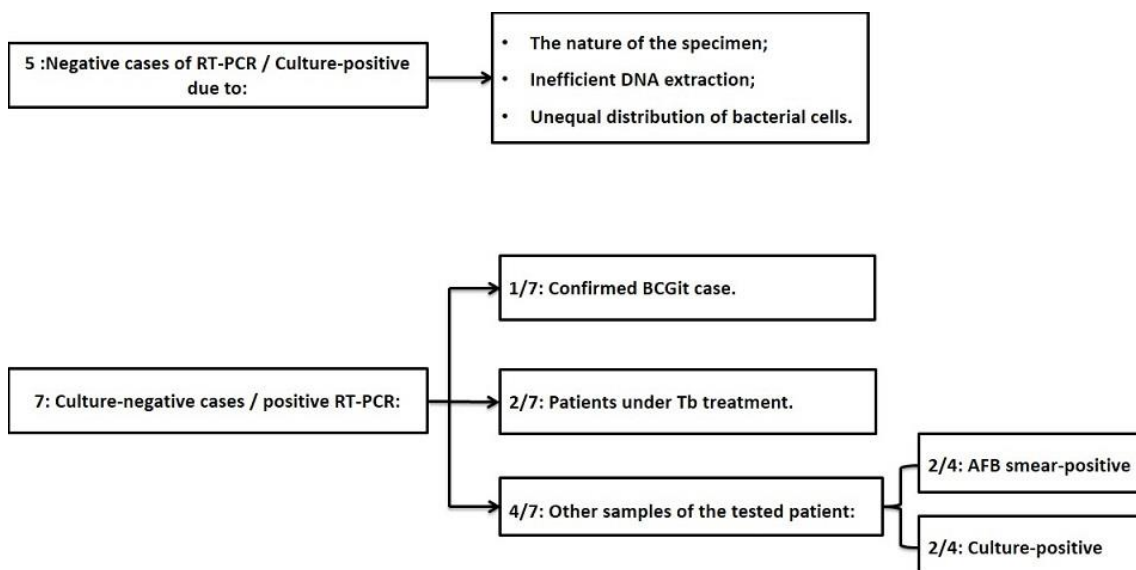 5 :Negative cases of RT-PCR / Culture-positive
due to:
• The nature of the specimen;
• Inefficient DNA extraction;
• Unequal distribution of bacterial cells.
7: Culture-negative cases / positive RT-PCR:
1/7: Confirmed BCGit case.
2/7: Patients under Tb treatment.
4/7: Other samples of the tested patient:
2/4: AFB smear-positive
2/4: Culture-positive